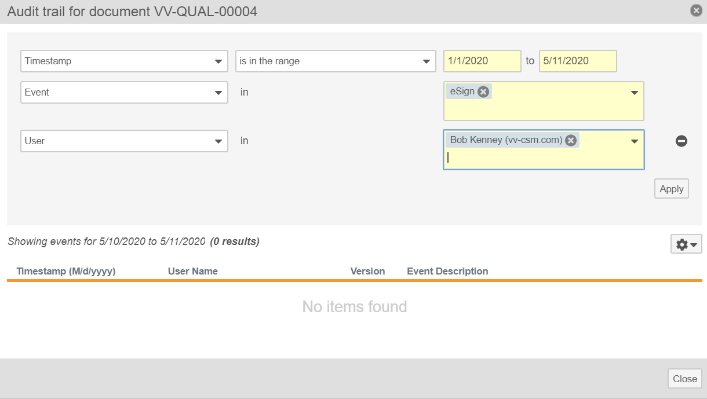 Audit trail for document VV-QUAL-00004
Timestamp is in the range 1/1/2020 to 5/11/2020
Event in eSign
User in Bob Kenney (vv-csm.com)
Apply
Showing events for 5/10/2020 to 5/11/2020 (0 results)
Timestamp (M/d/yyyy) User Name Version Event Description
No items found
Close